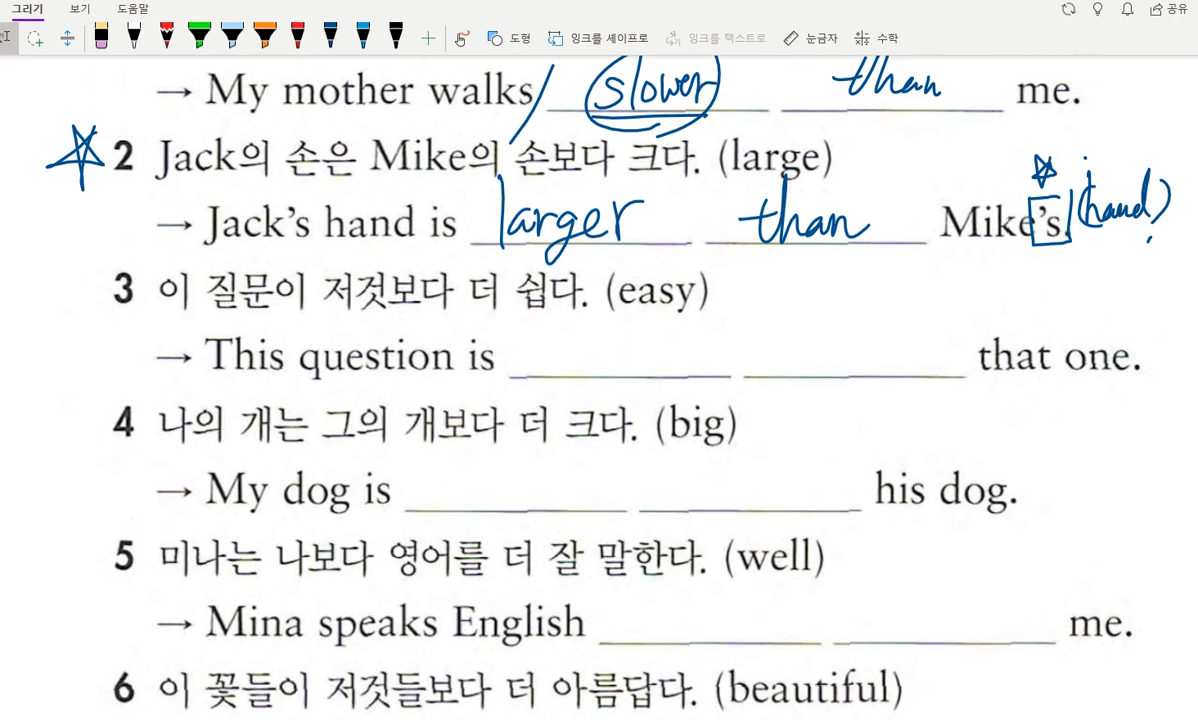 그리기 보기 도움말 공유
도형 잉크를 셰이프로 잉크를 텍스트로 눈금자 수학
→ My mother walks / slower than me.
2 Jack의 손은 Mike의 손보다 크다. (large)
→ Jack's hand is larger than Mike's. (hand)
3 이 질문이 저것보다 더 쉽다. (easy)
→ This question is ____ ____ that one.
4 나의 개는 그의 개보다 더 크다. (big)
→ My dog is ____ ____ his dog.
5 미나는 나보다 영어를 더 잘 말한다. (well)
→ Mina speaks English ____ ____ me.
6 이 꽃들이 저것들보다 더 아름답다. (beautiful)